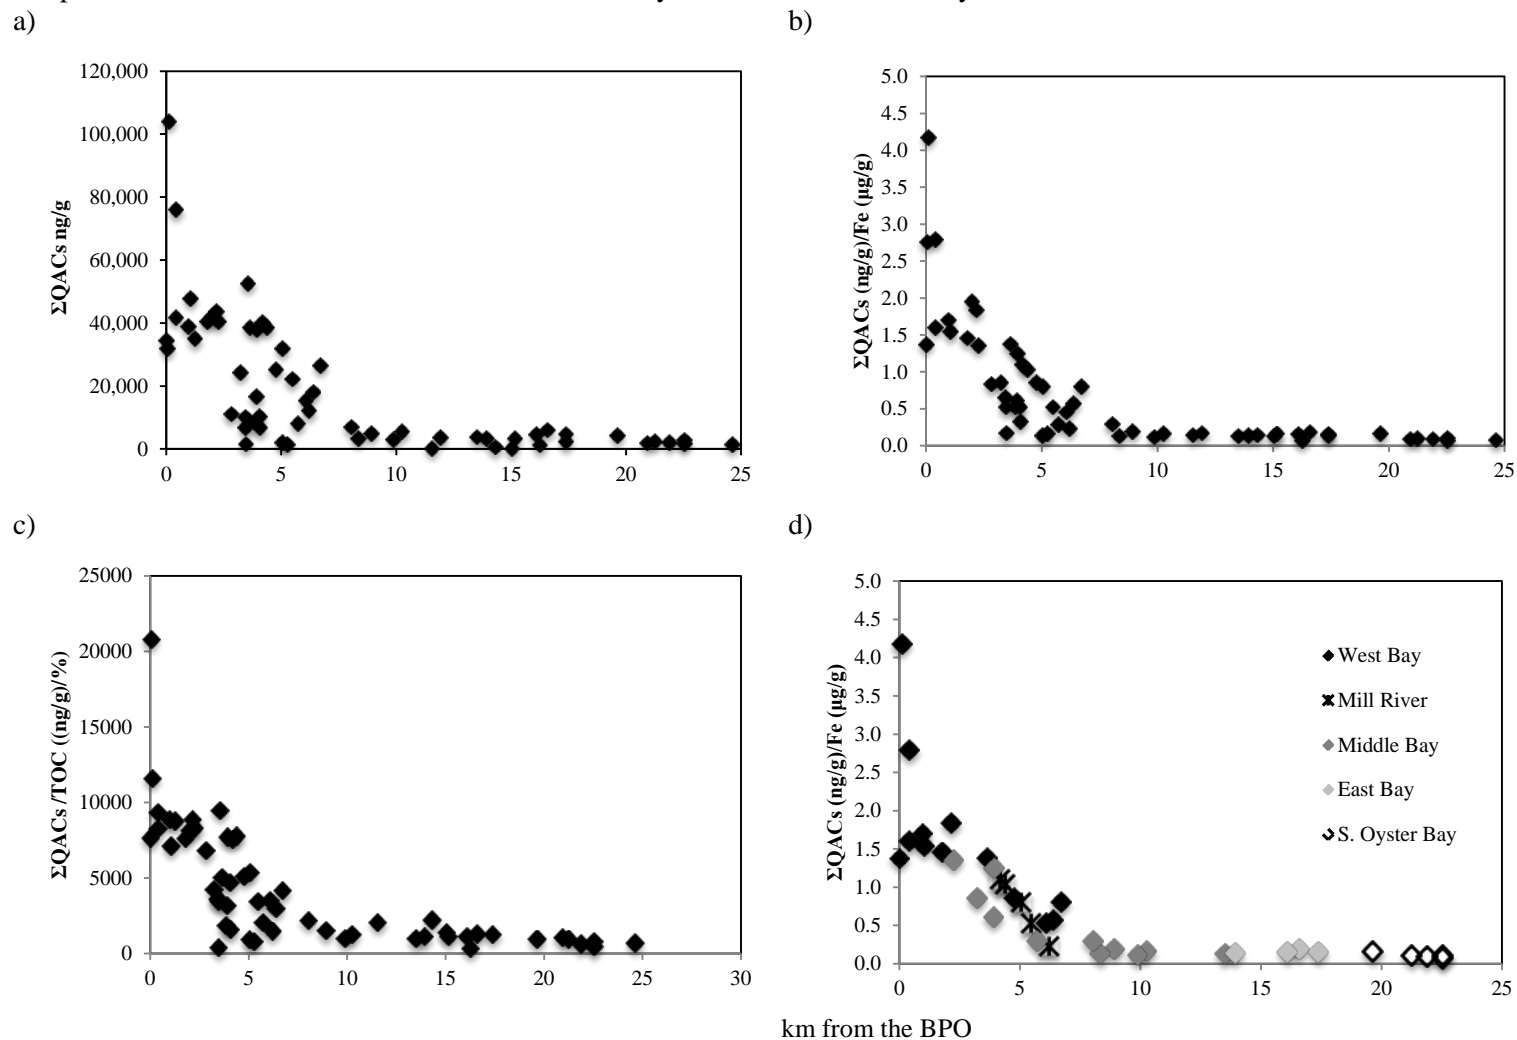 a)
120,000
100,000
80,000
60,000
40,000
20,000
0
ΣQACs ng/g
0 5 10 15 20 25
b)
5.0
4.5
4.0
3.5
3.0
2.5
2.0
1.5
1.0
0.5
0.0
ΣQACs (ng/g)/Fe (µg/g)
0 5 10 15 20 25
c)
25000
20000
15000
10000
5000
0
ΣQACs /TOC ((ng/g)/%)
0 5 10 15 20 25 30
d)
5.0
4.5
4.0
3.5
3.0
2.5
2.0
1.5
1.0
0.5
0.0
ΣQACs (ng/g)/Fe (µg/g)
West Bay
Mill River
Middle Bay
East Bay
S. Oyster Bay
0 5 10 15 20 25
km from the BPO